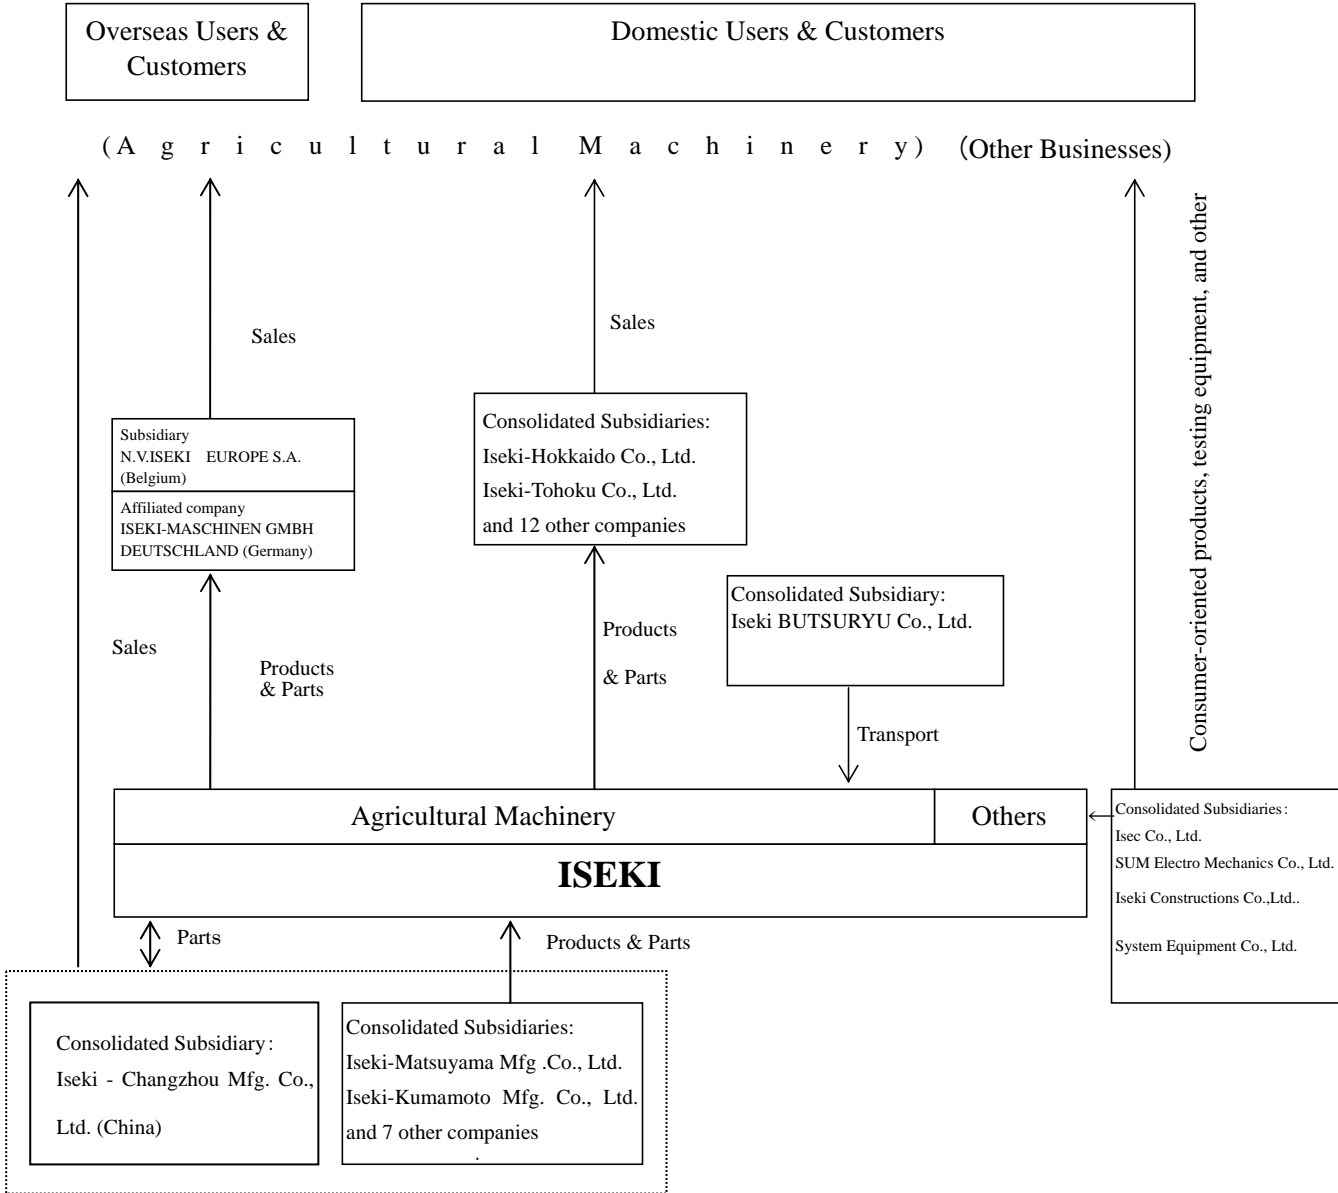 Overseas Users &
Customers
Domestic Users & Customers
(Agricultural Machinery) (Other Businesses)
Consumer-oriented products, testing equipment, and other
Sales
Sales
Subsidiary
N.V.ISEKI EUROPE S.A.
(Belgium)
Affiliated company
ISEKI-MASCHINEN GMBH
DEUTSCHLAND (Germany)
Consolidated Subsidiaries:
Iseki-Hokkaido Co., Ltd.
Iseki-Tohoku Co., Ltd.
and 12 other companies
Consolidated Subsidiary:
Iseki BUTSURYU Co., Ltd.
Sales
Products
& Parts
Products
& Parts
Transport
Agricultural Machinery
Others
ISEKI
Consolidated Subsidiaries:
Isec Co., Ltd.
SUM Electro Mechanics Co., Ltd.
Iseki Constructions Co.,Ltd..
System Equipment Co., Ltd.
Parts
Products & Parts
Consolidated Subsidiary:
Iseki - Changzhou Mfg. Co.,
Ltd. (China)
Consolidated Subsidiaries:
Iseki-Matsuyama Mfg .Co., Ltd.
Iseki-Kumamoto Mfg. Co., Ltd.
and 7 other companies
.